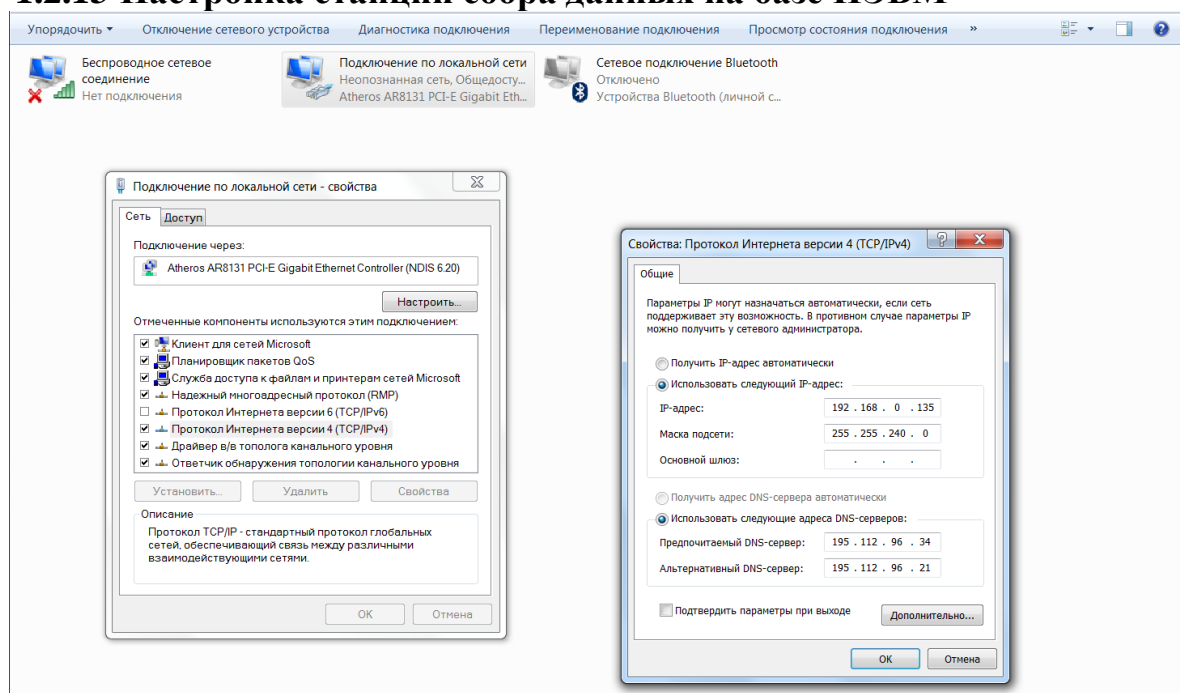 1.2.13 Настройка станции сбора данных на базе ПЭВМ
Упорядочить Отключение сетевого устройства Диагностика подключения Переименование подключения Просмотр состояния подключения »
Беспроводное сетевое соединение
Нет подключения
Подключение по локальной сети
Неопознанная сеть, Общедосту...
Atheros AR8131 PCI-E Gigabit Eth...
Сетевое подключение Bluetooth
Отключено
Устройства Bluetooth (личной с...
Подключение по локальной сети - свойства
Сеть Доступ
Подключение через:
Atheros AR8131 PCI-E Gigabit Ethernet Controller (NDIS 6.20)
Настроить...
Отмеченные компоненты используются этим подключением:
Клиент для сетей Microsoft
Планировщик пакетов QoS
Служба доступа к файлам и принтерам сетей Microsoft
Надежный многоадресный протокол (RMP)
Протокол Интернета версии 6 (TCP/IPv6)
Протокол Интернета версии 4 (TCP/IPv4)
Драйвер в/в тополога канального уровня
Ответчик обнаружения топологии канального уровня
Установить... Удалить Свойства
Описание
Протокол TCP/IP - стандартный протокол глобальных
сетей, обеспечивающий связь между различными
взаимодействующими сетями.
ОК Отмена
Свойства: Протокол Интернета версии 4 (TCP/IPv4)
Общие
Параметры IP могут назначаться автоматически, если сеть
поддерживает эту возможность. В противном случае параметры IP
можно получить у сетевого администратора.
Получить IP-адрес автоматически
Использовать следующий IP-адрес:
IP-адрес: 192 . 168 . 0 . 135
Маска подсети: 255 . 255 . 240 . 0
Основной шлюз: . . .
Получить адрес DNS-сервера автоматически
Использовать следующие адреса DNS-серверов:
Предпочитаемый DNS-сервер: 195 . 112 . 96 . 34
Альтернативный DNS-сервер: 195 . 112 . 96 . 21
Подтвердить параметры при выходе Дополнительно...
ОК Отмена